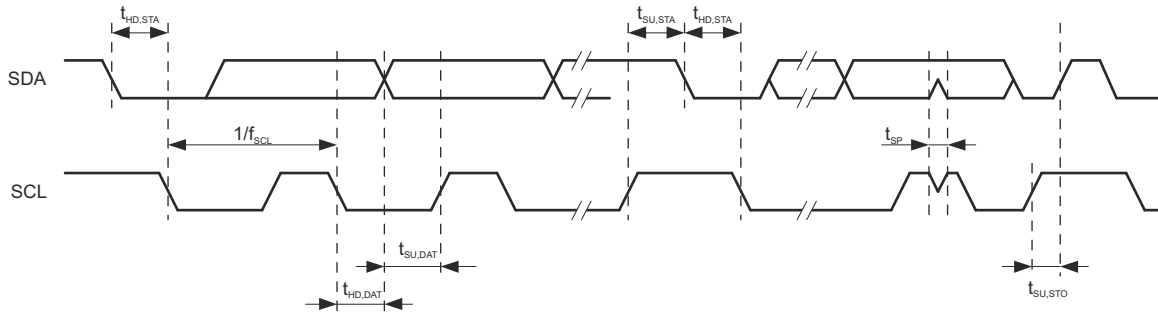 tHD,STA
tSU,STA
tHD,STA
SDA
1/fSCL
tSP
SCL
tSU,DAT
tHD,DAT
tSU,STO